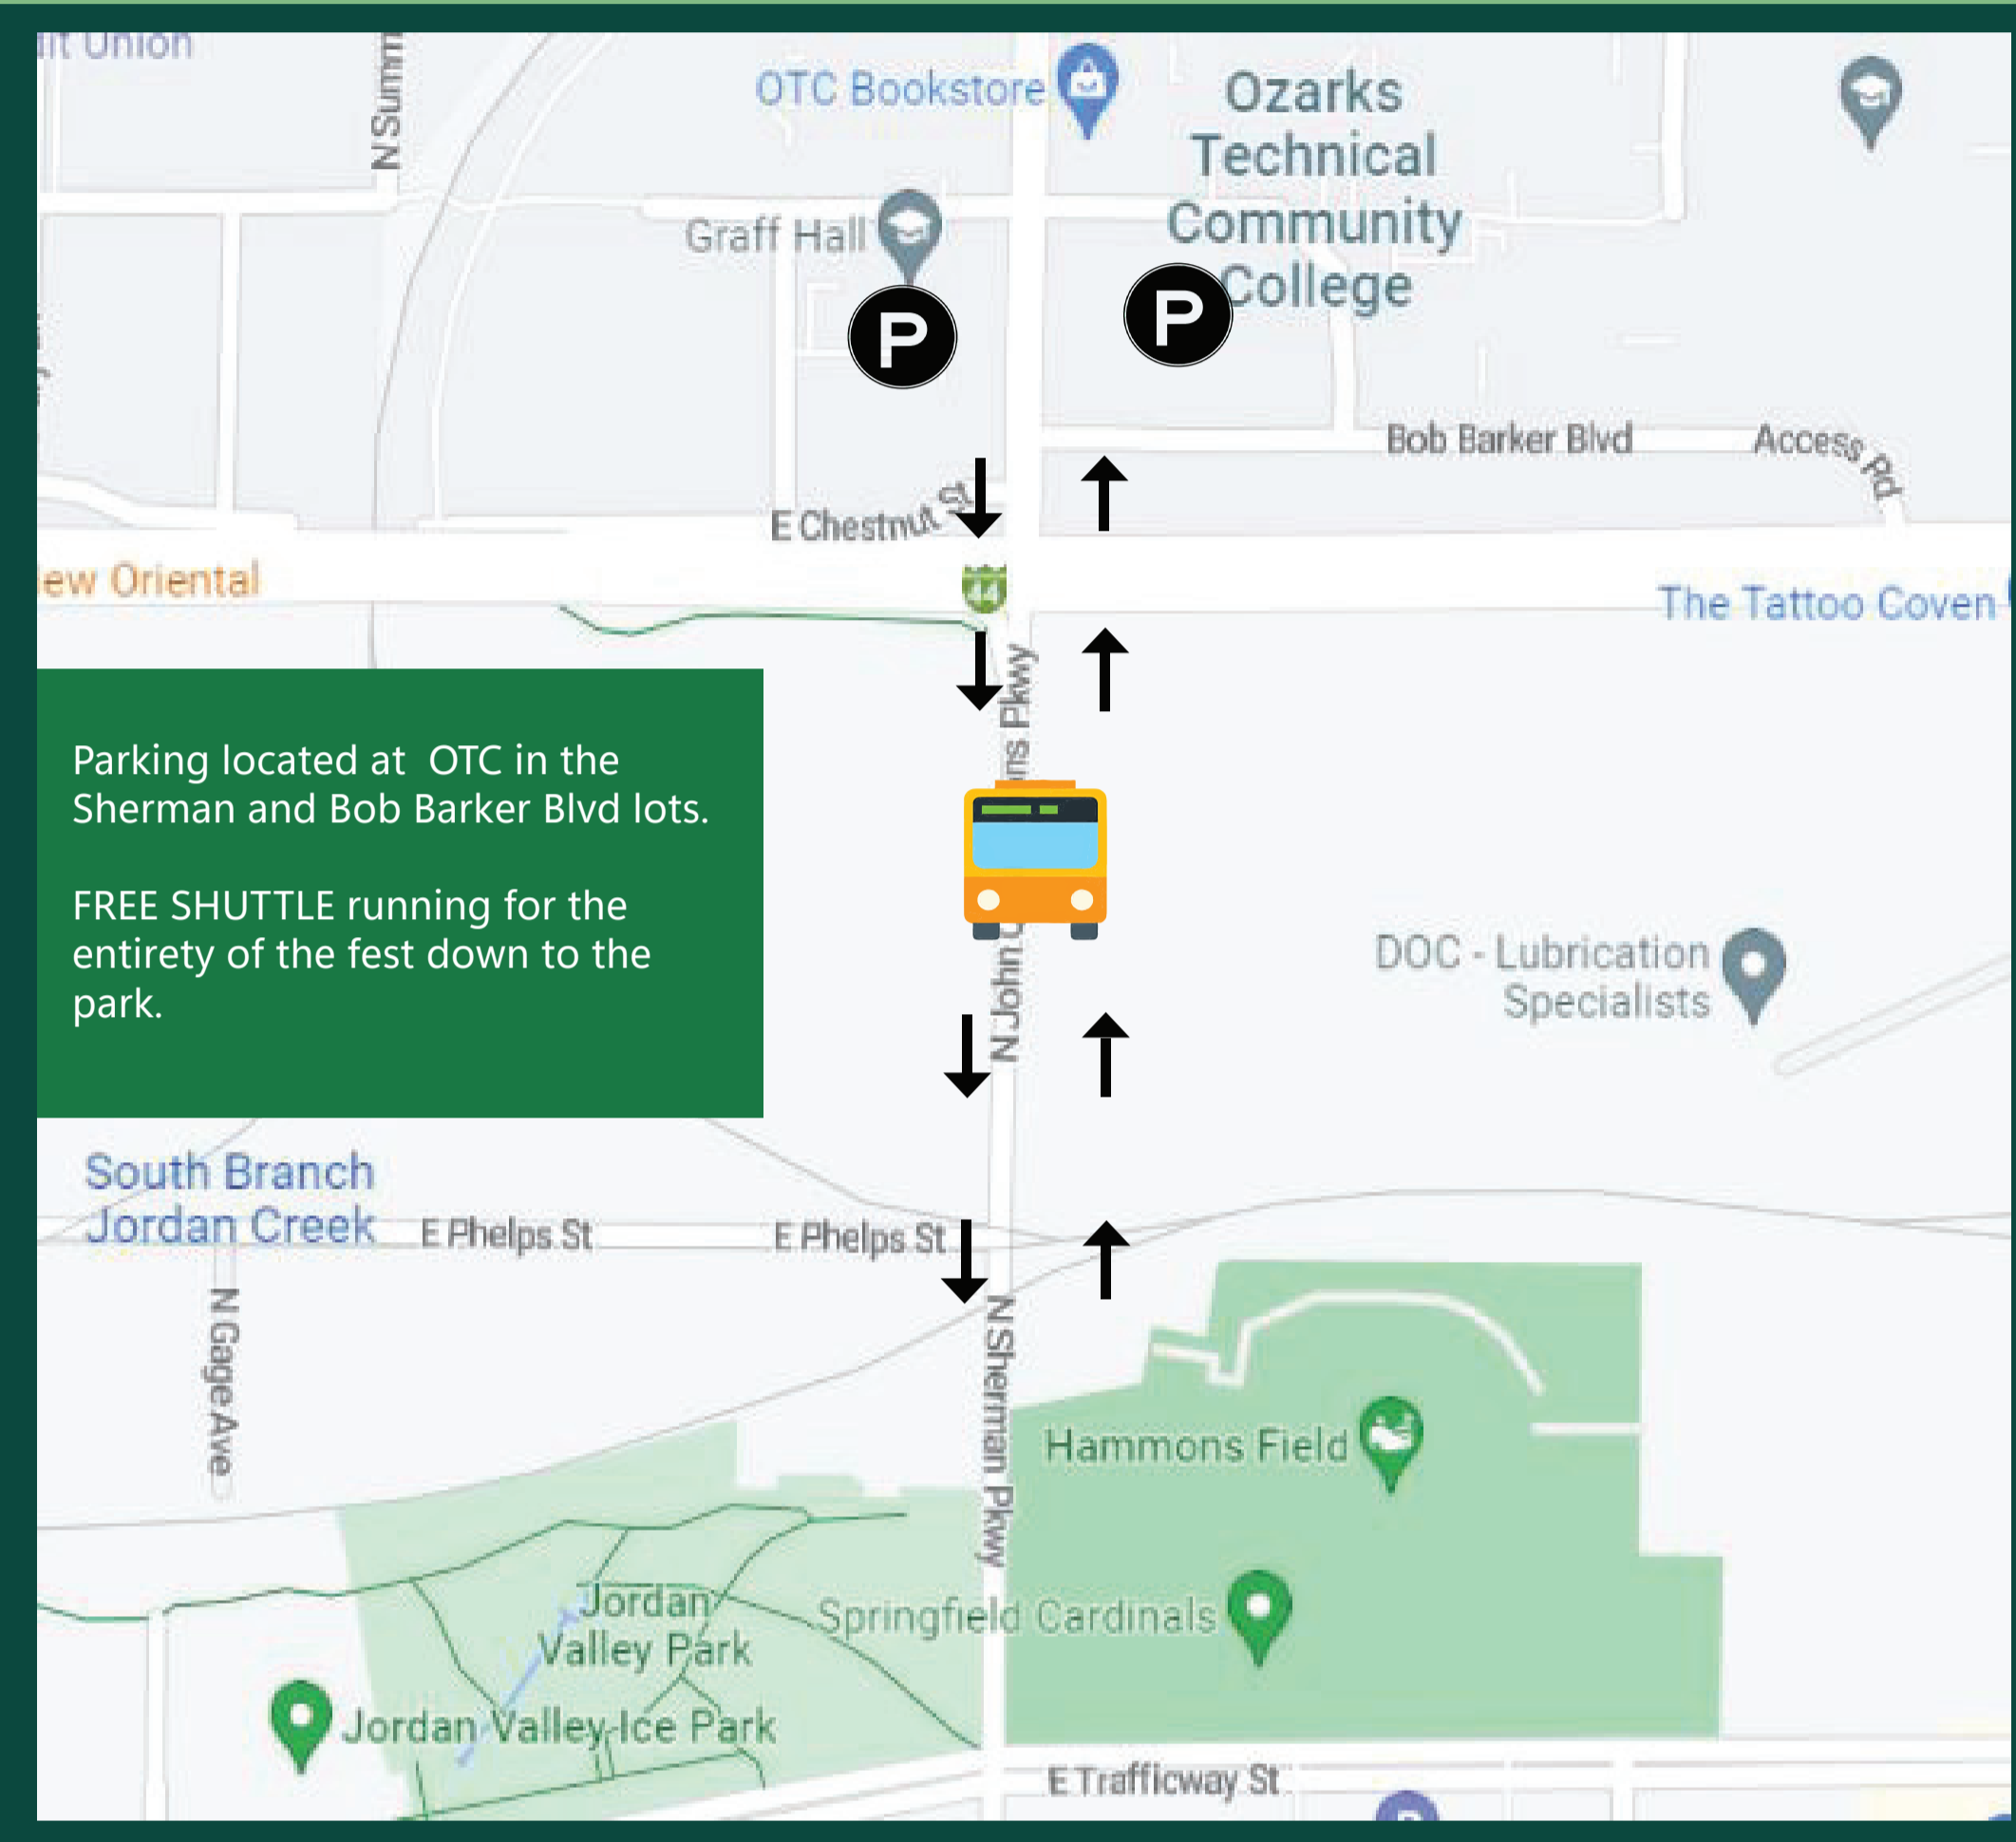 dit Union
N Summ
OTC Bookstore
Ozarks
Technical
Community
College
Graff Hall
P
P
Bob Barker Blvd
Access Rd
E Chestnut St
44
iew Oriental
The Tattoo Coven
ns Pkwy
N John
Parking located at OTC in the
Sherman and Bob Barker Blvd lots.
FREE SHUTTLE running for the
entirety of the fest down to the
park.
DOC - Lubrication
Specialists
South Branch
Jordan Creek
E Phelps St
E Phelps St
N Gage Ave
N Sherman Pkwy
Hammons Field
Jordan
Valley Park
Springfield Cardinals
Jordan Valley Ice Park
E Trafficway St